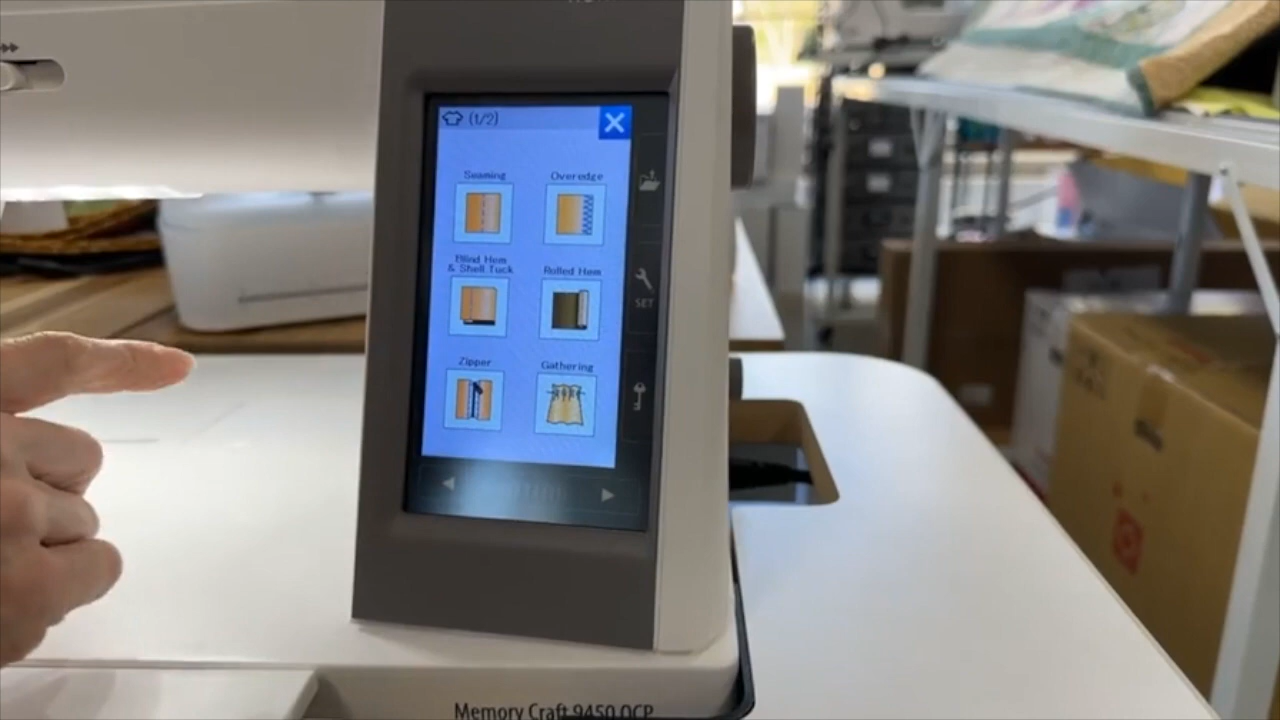 (1/2)
Seaming
Overedge
Blind Hem
& Shell Tuck
Rolled Hem
SET
Zipper
Gathering
Memory Craft 9450 QCP